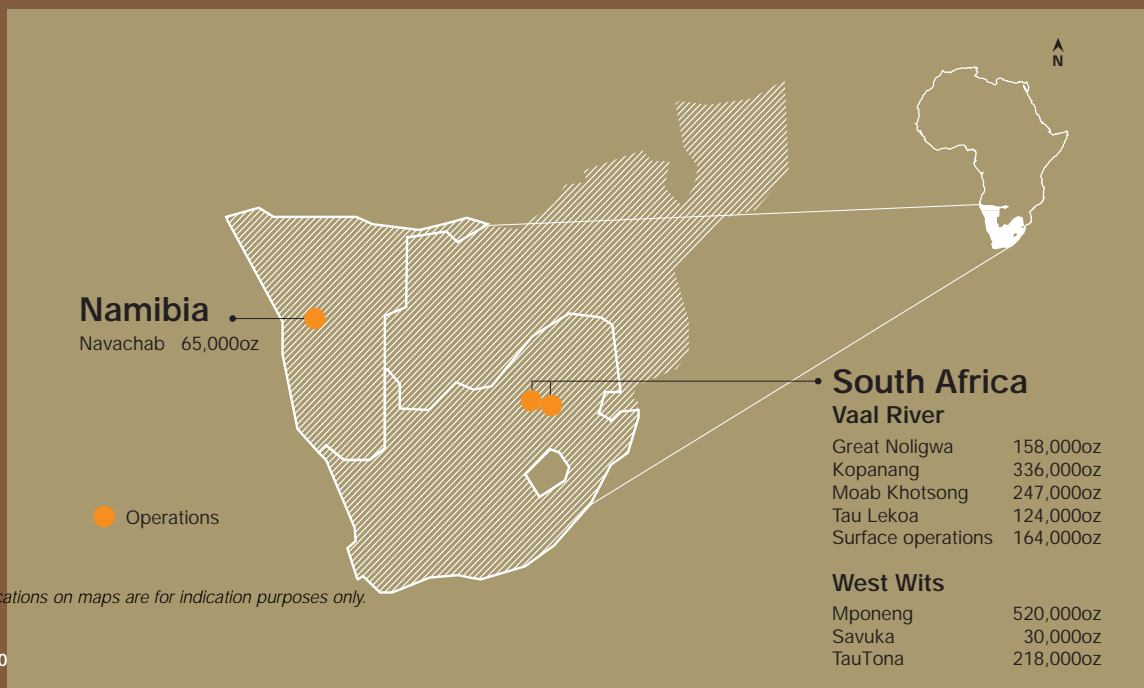 N
Namibia
Navachab 65,000oz
South Africa
Vaal River
Great Noligwa 158,000oz
Kopanang 336,000oz
Moab Khotsong 247,000oz
Tau Lekoa 124,000oz
Surface operations 164,000oz
Operations
West Wits
Mponeng 520,000oz
Savuka 30,000oz
TauTona 218,000oz
on maps are for indication purposes only.